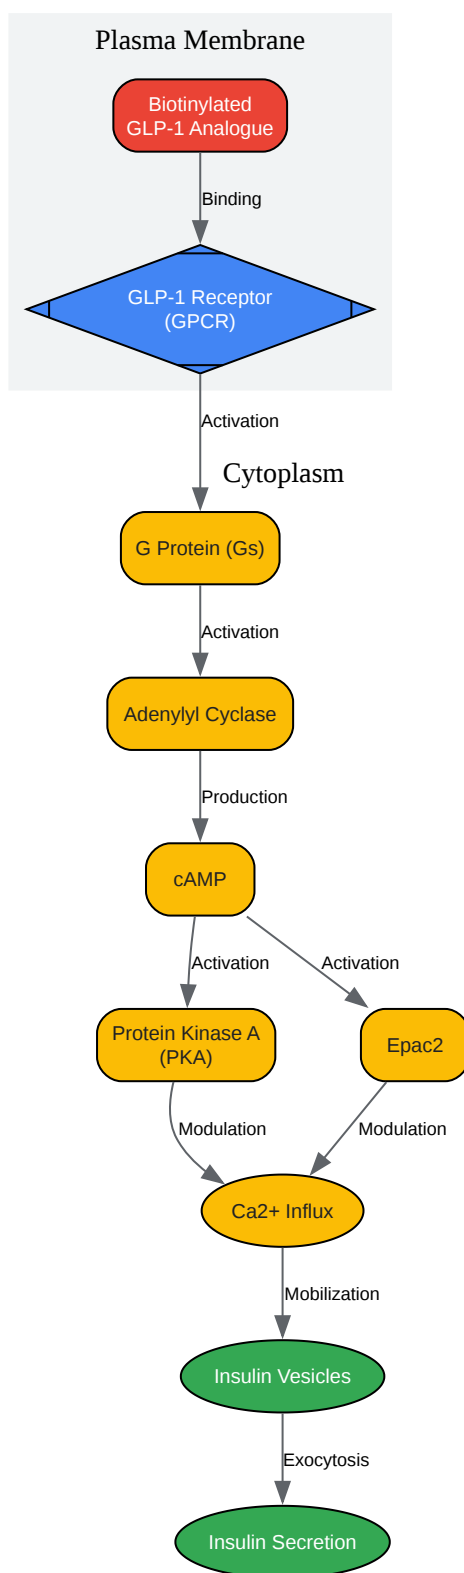 Plasma Membrane
Biotinylated
GLP-1 Analogue
Binding
GLP-1 Receptor
(GPCR)
Activation
Cytoplasm
G Protein (Gs)
Activation
Adenylyl Cyclase
Production
cAMP
Activation
Activation
Protein Kinase A
(PKA)
Epac2
Modulation
Modulation
Ca2+ Influx
Mobilization
Insulin Vesicles
Exocytosis
Insulin Secretion